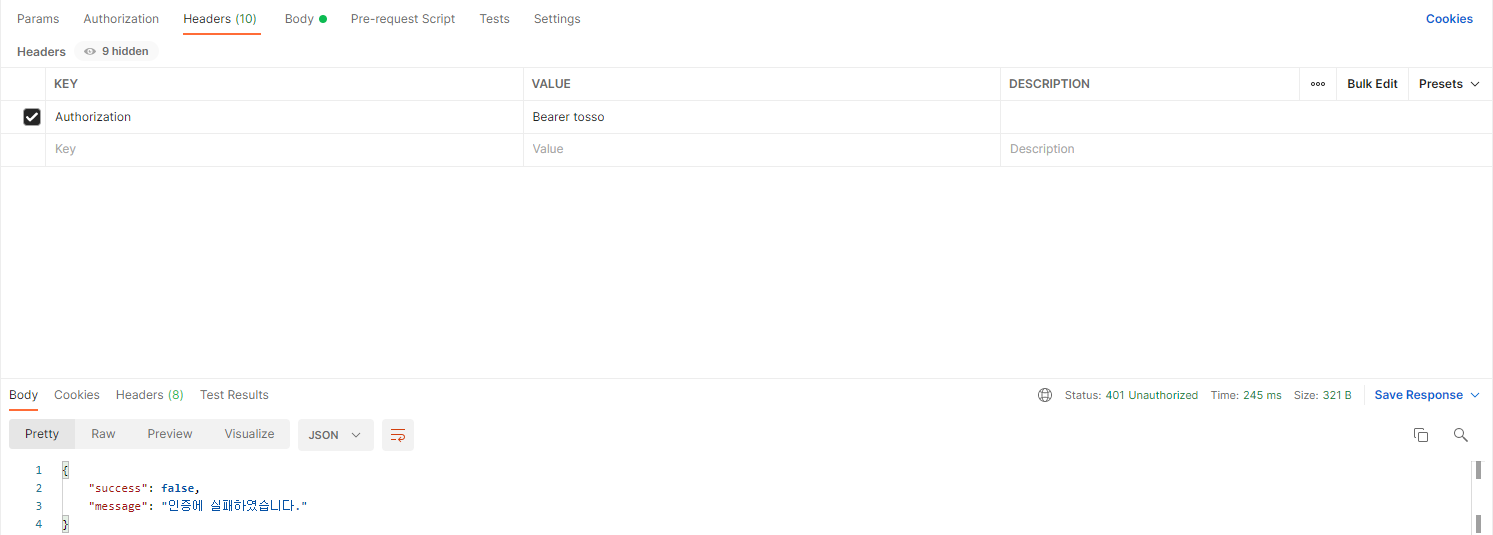 Params Authorization Headers (10) Body Pre-request Script Tests Settings Cookies
Headers 9 hidden
KEY VALUE DESCRIPTION Bulk Edit Presets
Authorization Bearer tosso
Key Value Description
Body Cookies Headers (8) Test Results Status: 401 Unauthorized Time: 245 ms Size: 321 B Save Response
Pretty Raw Preview Visualize JSON
1 {
2 "success": false,
3 "message": "인증에 실패하였습니다."
4 }